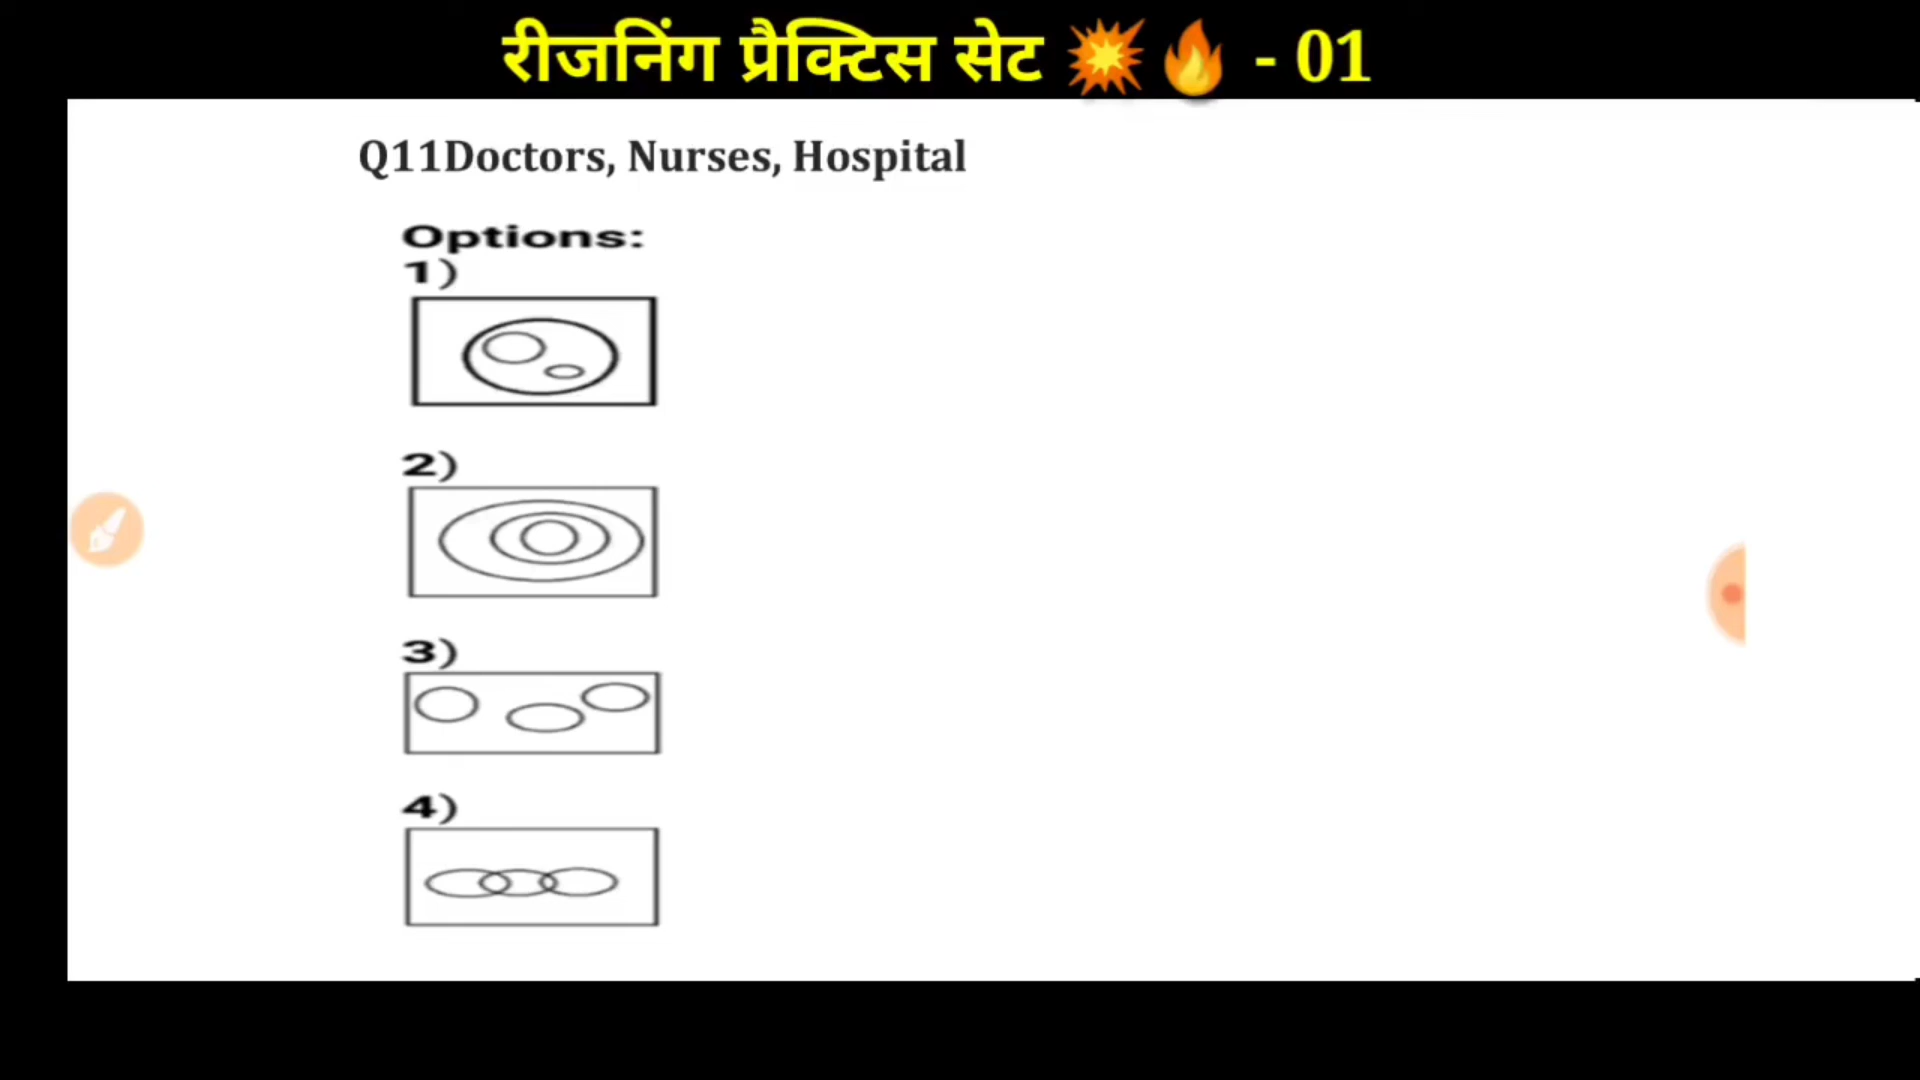 रीजनिंग प्रैक्टिस सेट 💥🔥 - 01
Q11Doctors, Nurses, Hospital
Options:
1)
2)
3)
4)